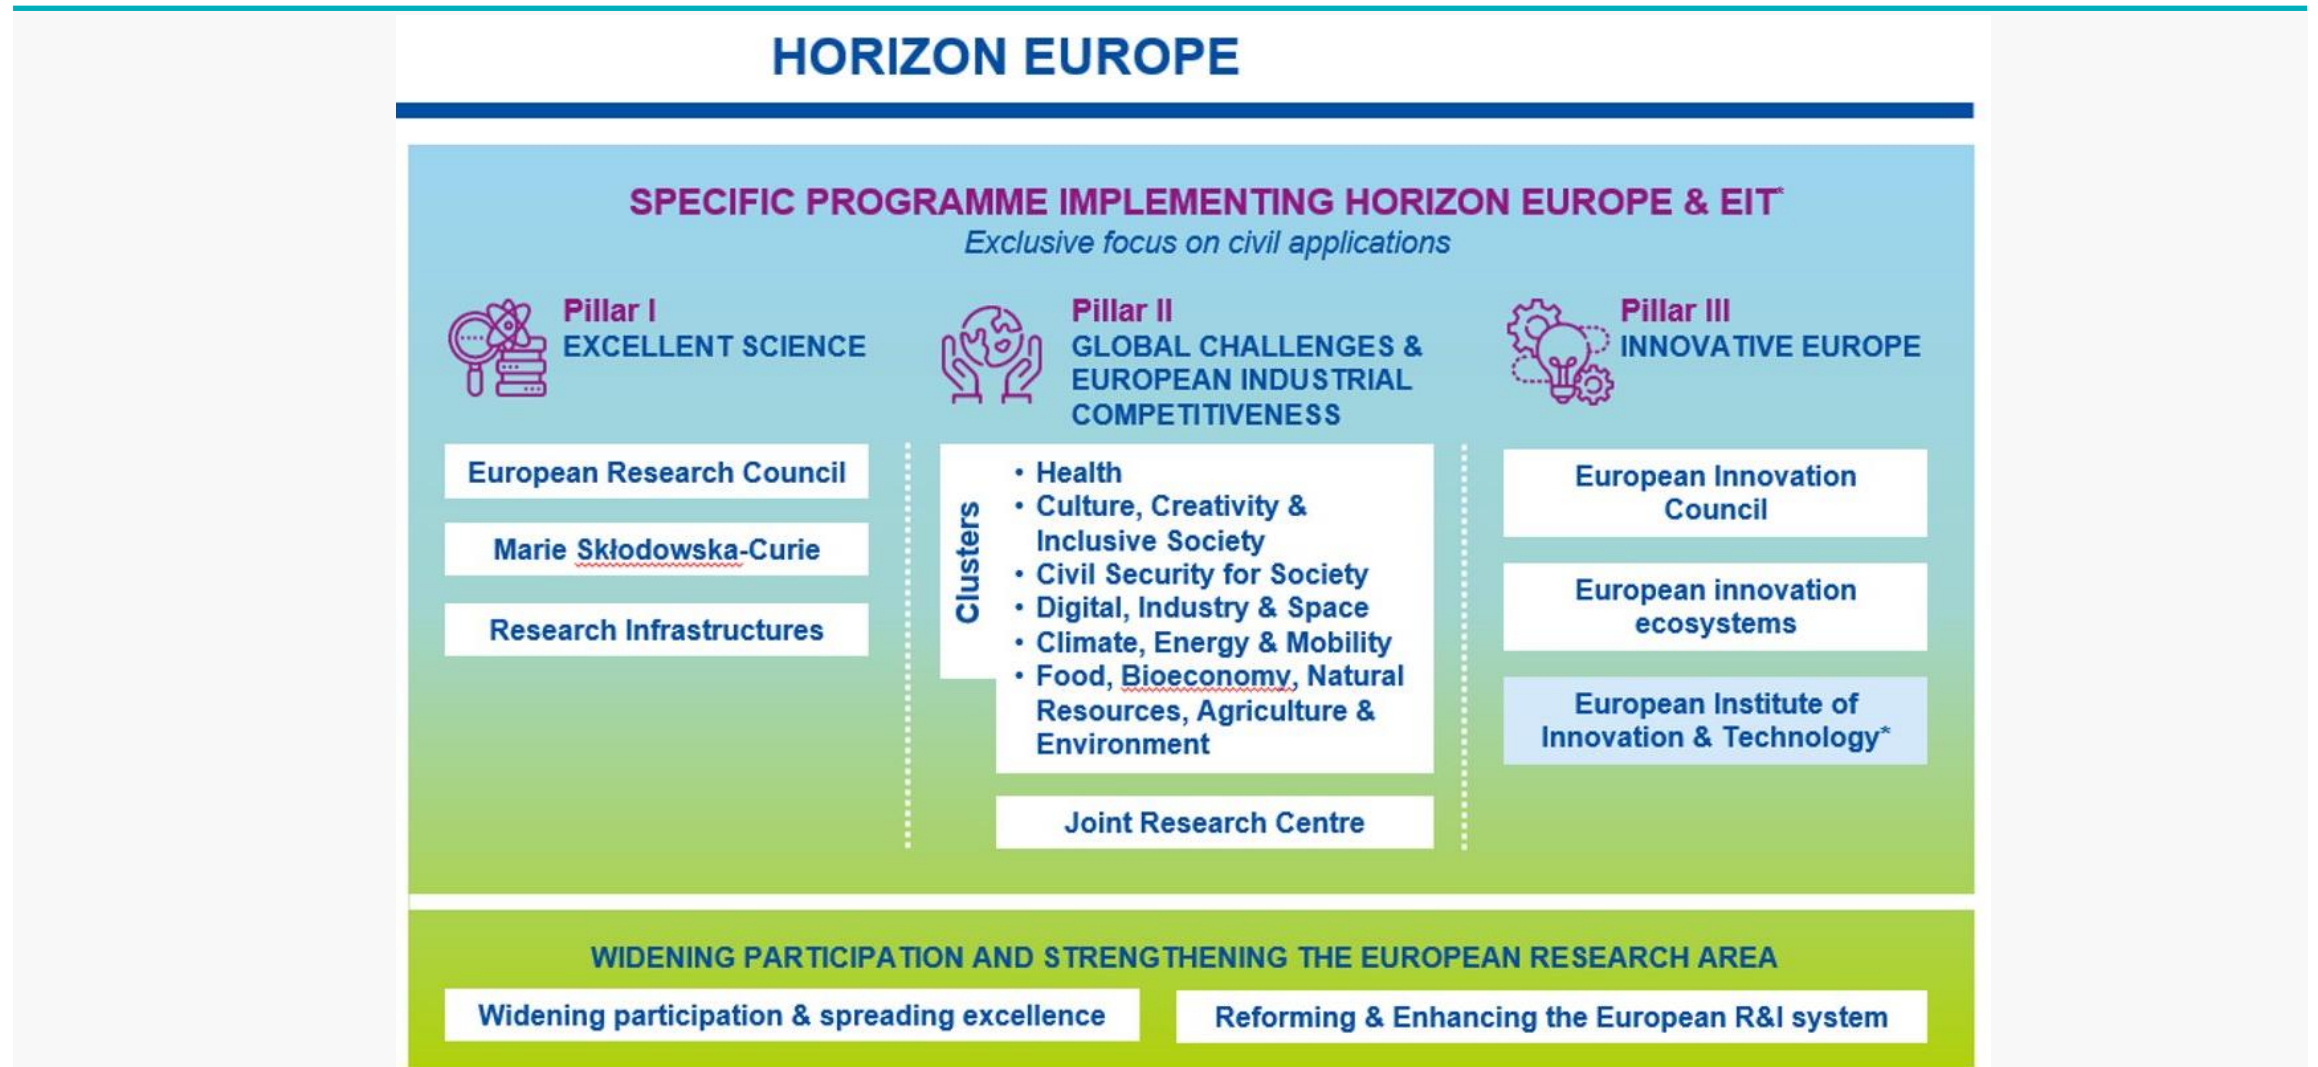 HORIZON EUROPE
SPECIFIC PROGRAMME IMPLEMENTING HORIZON EUROPE & EIT*
Exclusive focus on civil applications
Pillar I
EXCELLENT SCIENCE
European Research Council
Marie Skłodowska-Curie
Research Infrastructures
Pillar II
GLOBAL CHALLENGES &
EUROPEAN INDUSTRIAL
COMPETITIVENESS
Clusters
• Health
• Culture, Creativity &
Inclusive Society
• Civil Security for Society
• Digital, Industry & Space
• Climate, Energy & Mobility
• Food, Bioeconomy, Natural
Resources, Agriculture &
Environment
Joint Research Centre
Pillar III
INNOVATIVE EUROPE
European Innovation
Council
European innovation
ecosystems
European Institute of
Innovation & Technology*
WIDENING PARTICIPATION AND STRENGTHENING THE EUROPEAN RESEARCH AREA
Widening participation & spreading excellence
Reforming & Enhancing the European R&I system